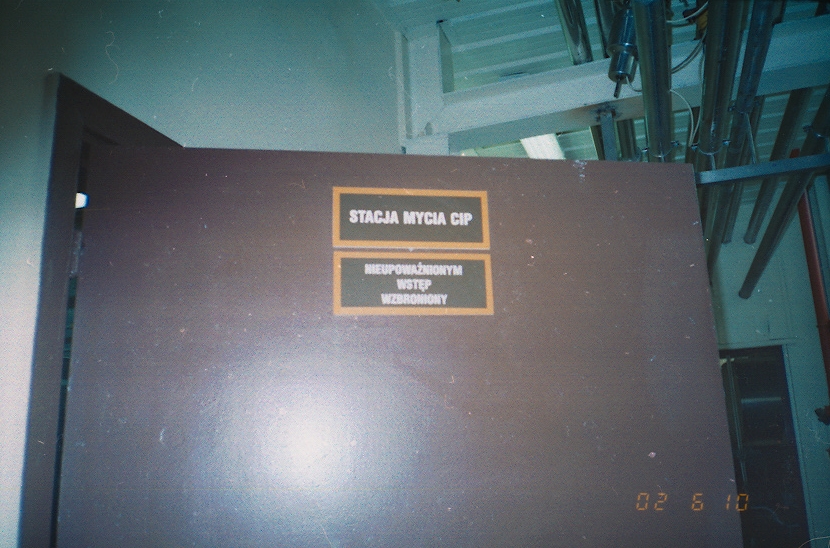 STACJA MYCIA CIP
NIEUPOWAŻNIONYM
WSTĘP
WZBRONIONY
02 6 10